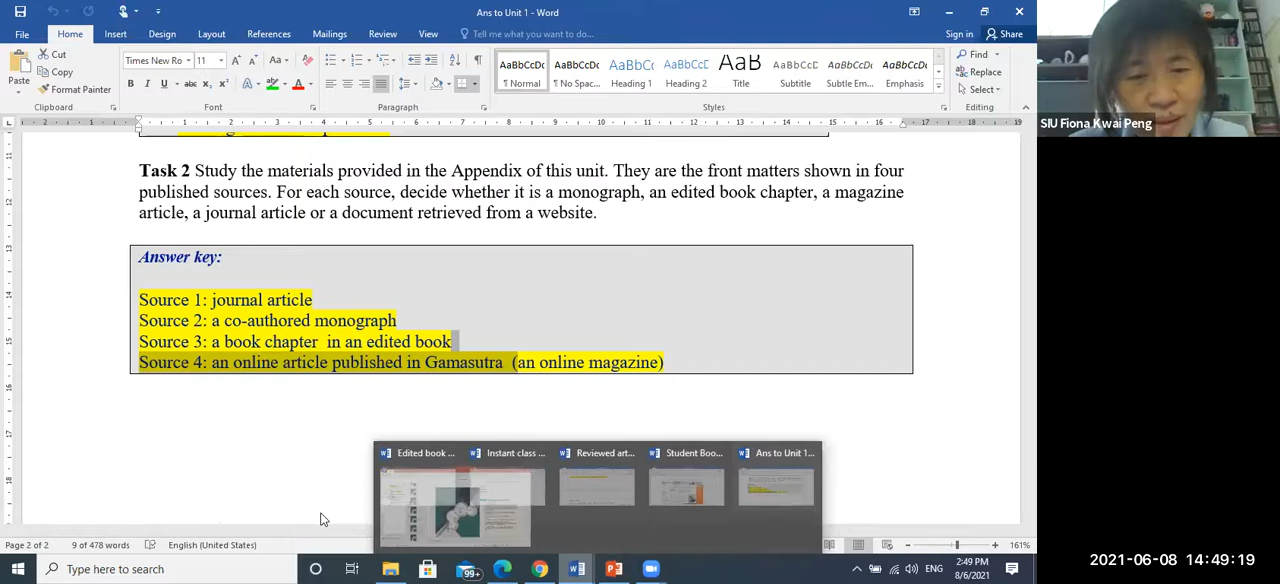 Ans to Unit 1 - Word
File Home Insert Design Layout References Mailings Review View Tell me what you want to do... Sign in Share
Paste
Cut
Copy
Format Painter
Clipboard
Times New Ro 11
Font
Paragraph
AaBbCcDc AaBbCcDc AaBbCc AaBbCcC AaB AaBbCcC AaBbCcDc AaBbCcDc
¶ Normal ¶ No Spac... Heading 1 Heading 2 Title Subtitle Subtle Em... Emphasis
Styles
Find
Replace
Select
Editing
SIU Fiona Kwai Peng
Task 2 Study the materials provided in the Appendix of this unit. They are the front matters shown in four
published sources. For each source, decide whether it is a monograph, an edited book chapter, a magazine
article, a journal article or a document retrieved from a website.
Answer key:
Source 1: journal article
Source 2: a co-authored monograph
Source 3: a book chapter in an edited book
Source 4: an online article published in Gamasutra (an online magazine)
Edited book ... Instant class ... Reviewed art... Student Boo... Ans to Unit 1...
Page 2 of 2 9 of 478 words English (United States) 161%
Type here to search
99+
ENG
2:49 PM
8/6/2021
2021-06-08 14:49:19